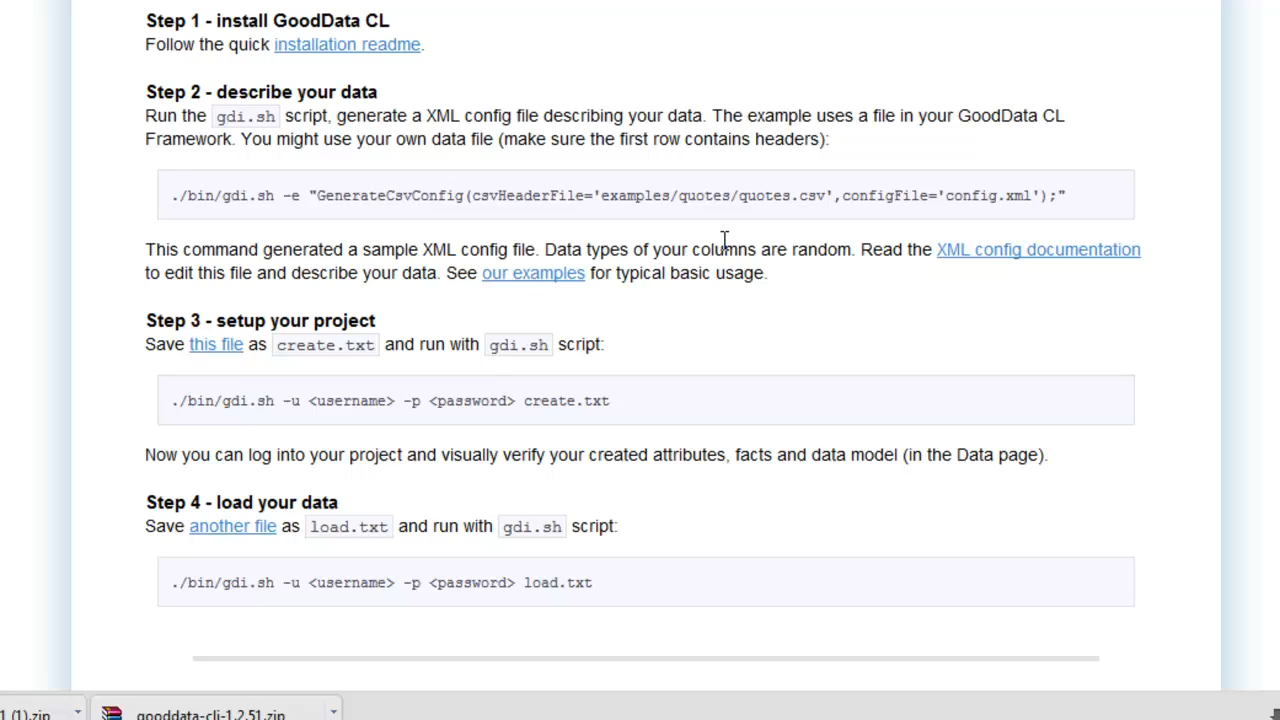 Step 1 - install GoodData CL
Follow the quick installation readme.
Step 2 - describe your data
Run the gdi.sh script, generate a XML config file describing your data. The example uses a file in your GoodData CL
Framework. You might use your own data file (make sure the first row contains headers):
./bin/gdi.sh -e "GenerateCsvConfig(csvHeaderFile='examples/quotes/quotes.csv',configFile='config.xml');"
This command generated a sample XML config file. Data types of your columns are random. Read the XML config documentation
to edit this file and describe your data. See our examples for typical basic usage.
Step 3 - setup your project
Save this file as create.txt and run with gdi.sh script:
./bin/gdi.sh -u <username> -p <password> create.txt
Now you can log into your project and visually verify your created attributes, facts and data model (in the Data page).
Step 4 - load your data
Save another file as load.txt and run with gdi.sh script:
./bin/gdi.sh -u <username> -p <password> load.txt
1 (1).zip gooddata-cli-1.2.51.zip